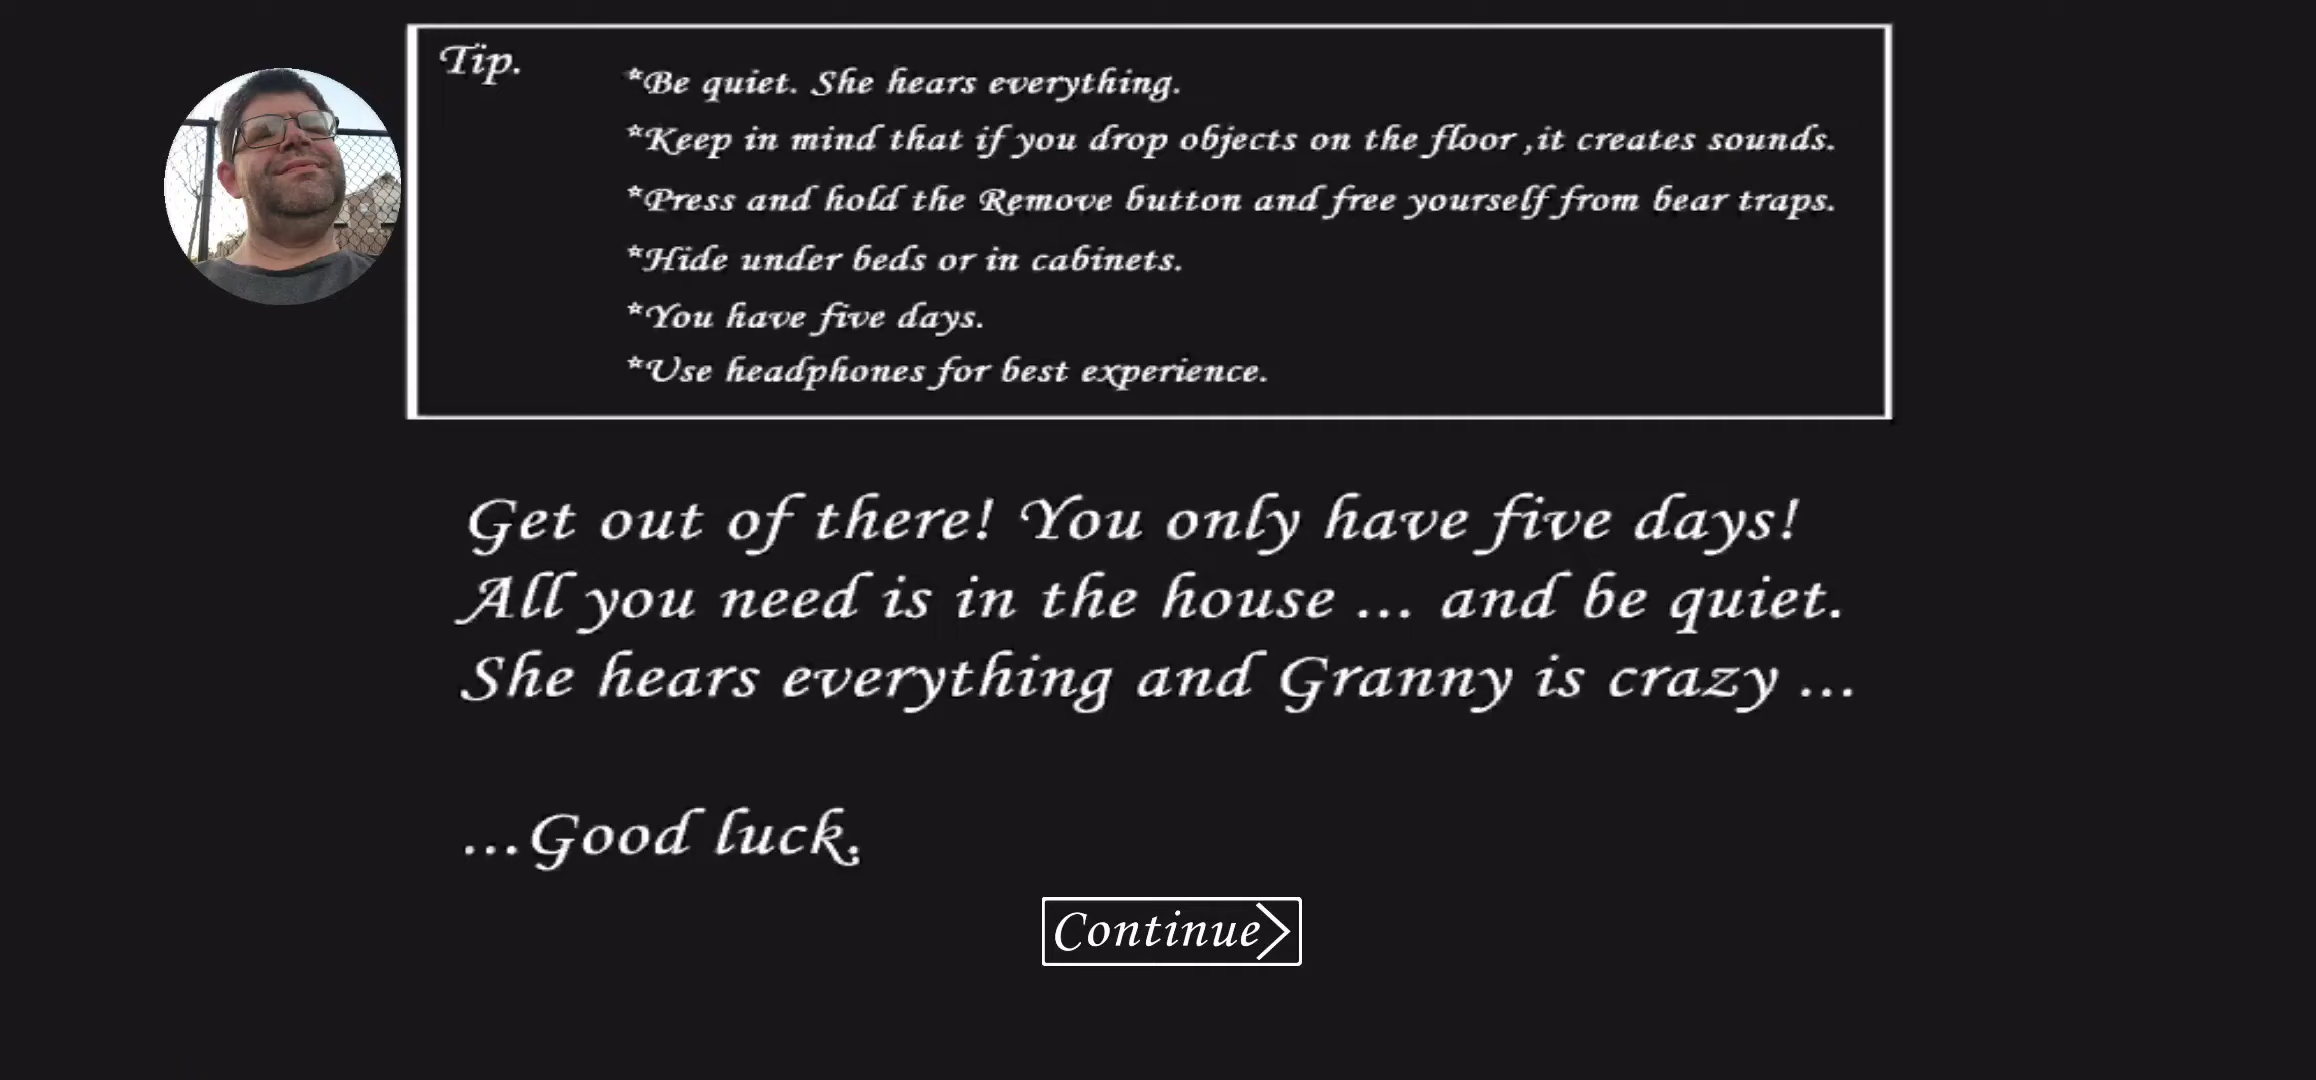 Tip.
*Be quiet. She hears everything.
*Keep in mind that if you drop objects on the floor ,it creates sounds.
*Press and hold the Remove button and free yourself from bear traps.
*Hide under beds or in cabinets.
*You have five days.
*Use headphones for best experience.
Get out of there! You only have five days!
All you need is in the house ... and be quiet.
She hears everything and Granny is crazy ...
...Good luck.
Continue>